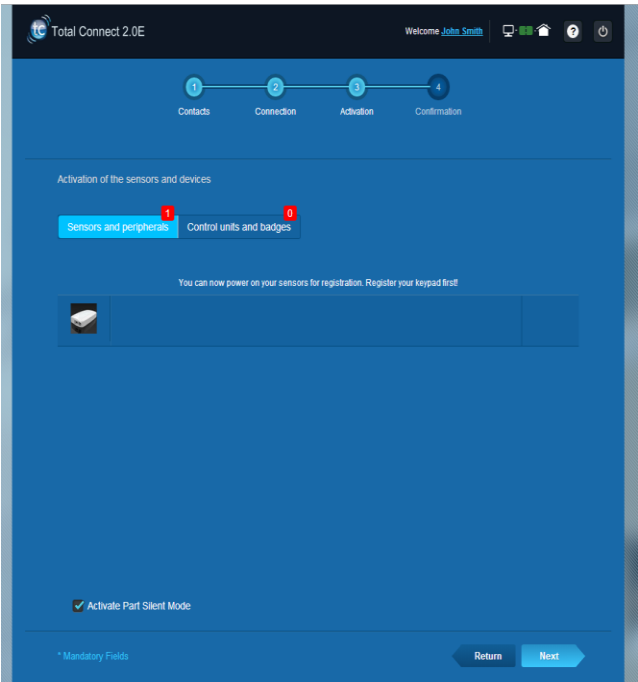 tc Total Connect 2.0E
Welcome John Smith
?
1 2 3 4
Contacts Connection Activation Confirmation
Activation of the sensors and devices
1 0
Sensors and peripherals Control units and badges
You can now power on your sensors for registration. Register your keypad first!
Activate Part Silent Mode
* Mandatory Fields Return Next